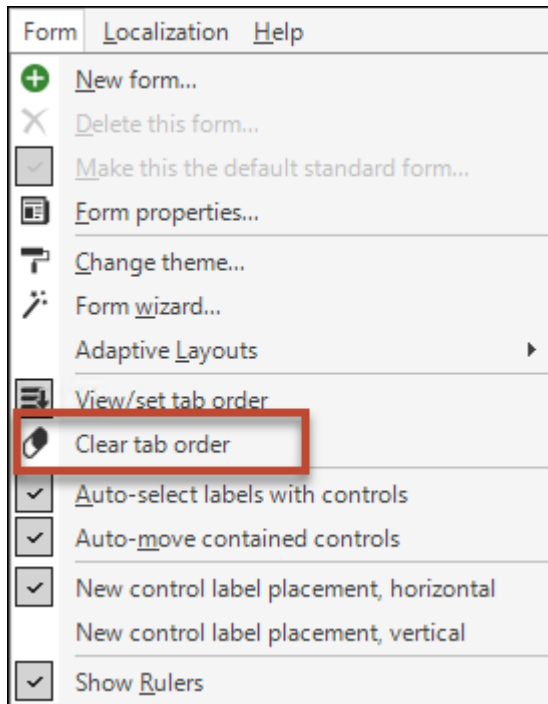 Form Localization Help
New form...
Delete this form...
Make this the default standard form...
Form properties...
Change theme...
Form wizard...
Adaptive Layouts
View/set tab order
Clear tab order
Auto-select labels with controls
Auto-move contained controls
New control label placement, horizontal
New control label placement, vertical
Show Rulers